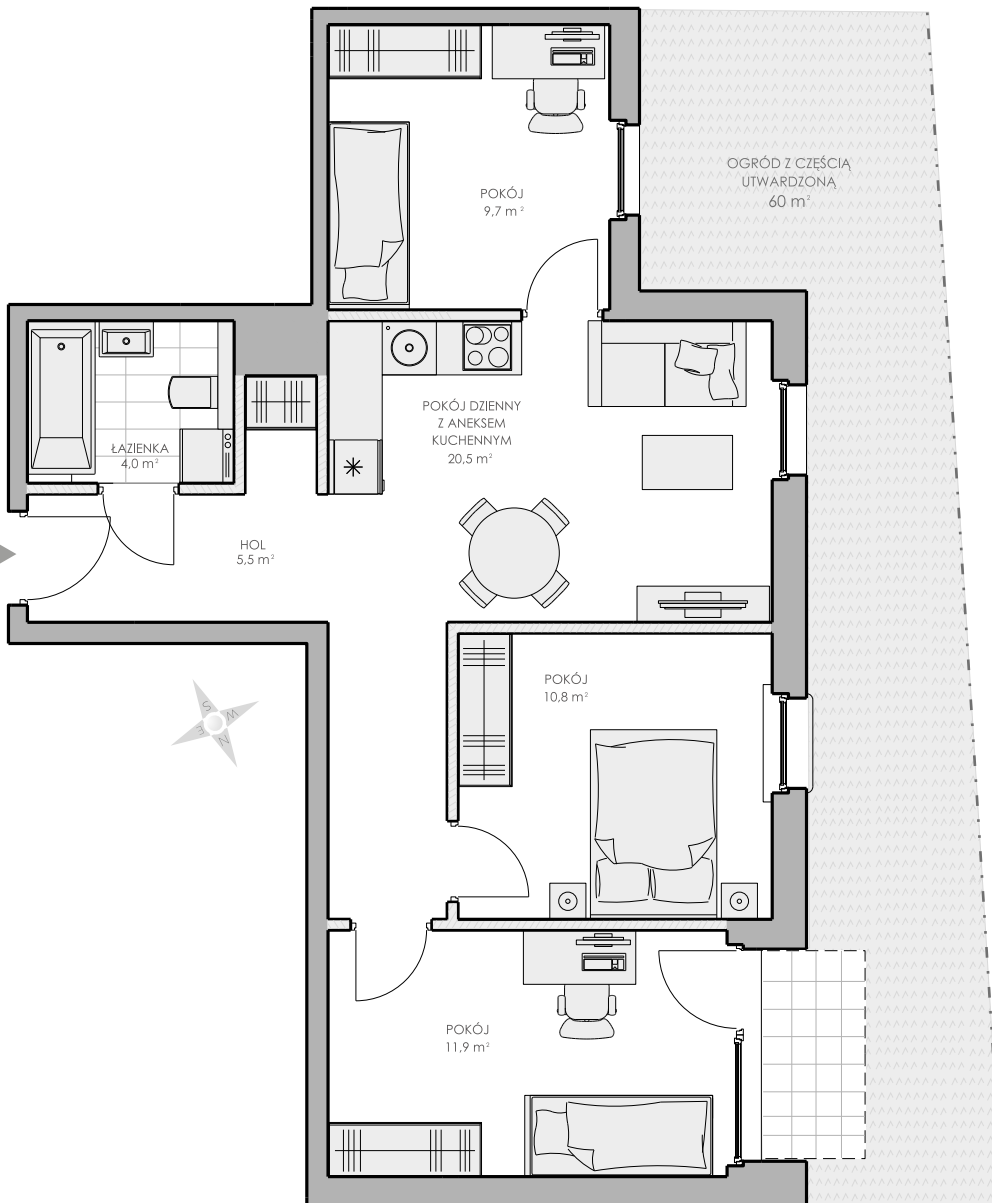 OGRÓD Z CZĘŚCIĄ
UTWARDZONĄ
60 m²
POKÓJ
9,7 m²
POKÓJ DZIENNY
Z ANEKSEM
KUCHENNYM
20,5 m²
ŁAZIENKA
4,0 m²
HOL
5,5 m²
POKÓJ
10,8 m²
S
W
E
N
POKÓJ
11,9 m²